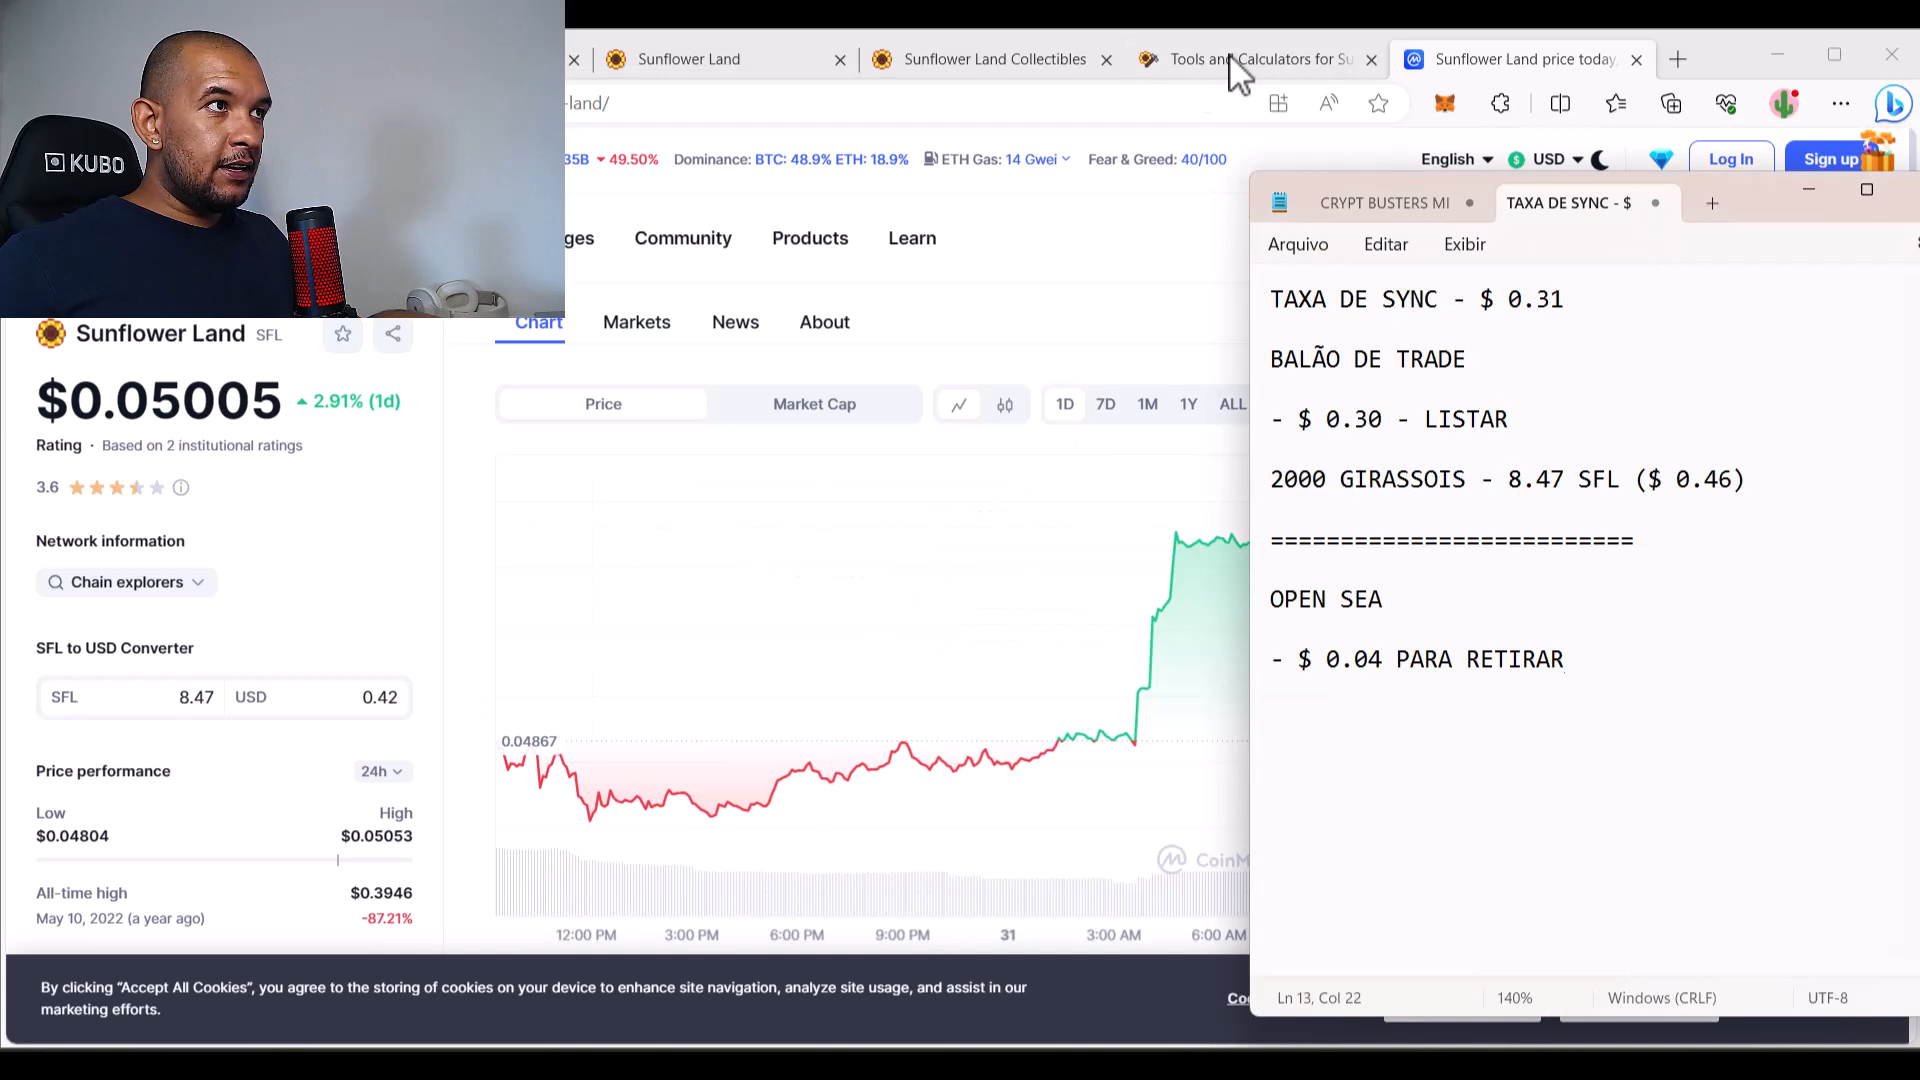 KUBO
Sunflower Land
Sunflower Land Collectibles
Tools and Calculators for Su
Sunflower Land price today,
-land/
35B 49.50% Dominance: BTC: 48.9% ETH: 18.9% ETH Gas: 14 Gwei Fear & Greed: 40/100
English USD Log In Sign up
ges Community Products Learn
Chart Markets News About
Sunflower Land SFL
$0.05005 2.91% (1d)
Rating · Based on 2 institutional ratings
3.6
Network information
Chain explorers
SFL to USD Converter
SFL 8.47 USD 0.42
Price performance 24h
Low High
$0.04804 $0.05053
All-time high $0.3946
May 10, 2022 (a year ago) -87.21%
Price Market Cap 1D 7D 1M 1Y ALL
0.04867
CoinM
12:00 PM 3:00 PM 6:00 PM 9:00 PM 31 3:00 AM 6:00 AM
By clicking “Accept All Cookies”, you agree to the storing of cookies on your device to enhance site navigation, analyze site usage, and assist in our
marketing efforts.
Coo
CRYPT BUSTERS MI TAXA DE SYNC - $
Arquivo Editar Exibir
TAXA DE SYNC - $ 0.31
BALÃO DE TRADE
- $ 0.30 - LISTAR
2000 GIRASSOIS - 8.47 SFL ($ 0.46)
==========================
OPEN SEA
- $ 0.04 PARA RETIRAR
Ln 13, Col 22 140% Windows (CRLF) UTF-8